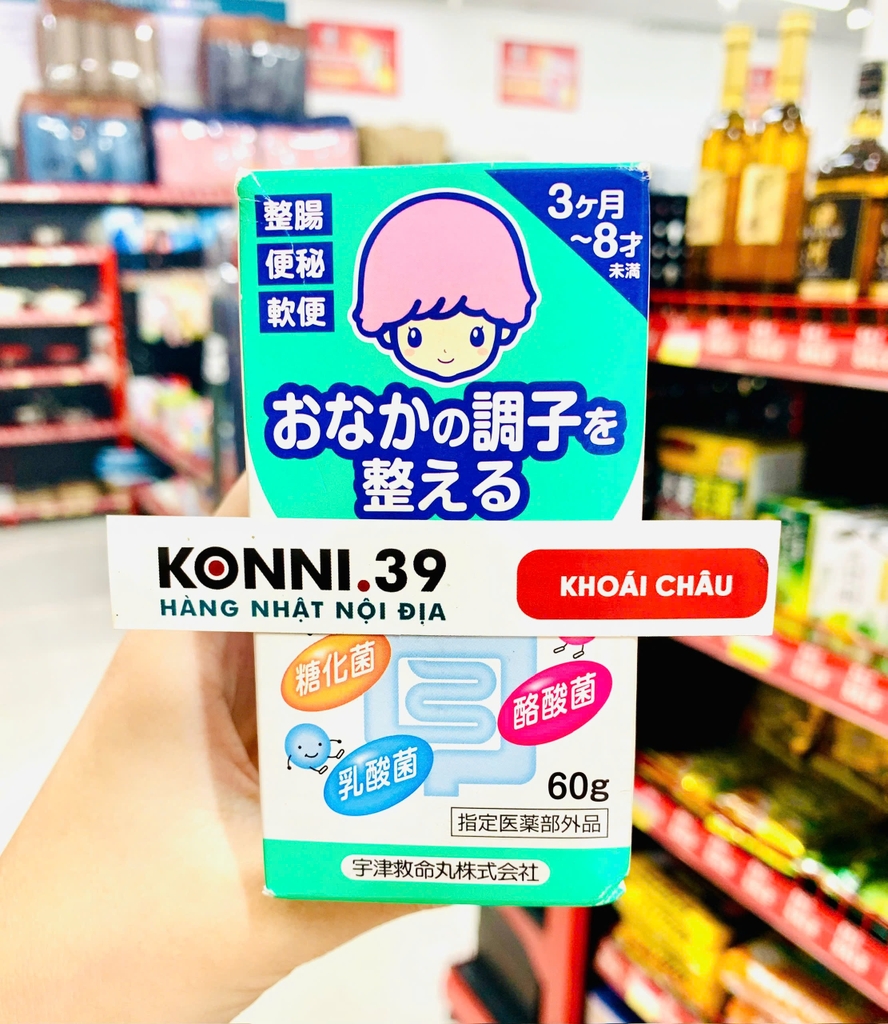 整腸
便秘
軟便
3ヶ月
~8才
未満
おなかの調子を
整える
KONNI.39
HÀNG NHẬT NỘI ĐỊA
KHOÁI CHÂU
糖化菌
酪酸菌
乳酸菌
60g
指定医薬部外品
宇津救命丸株式会社